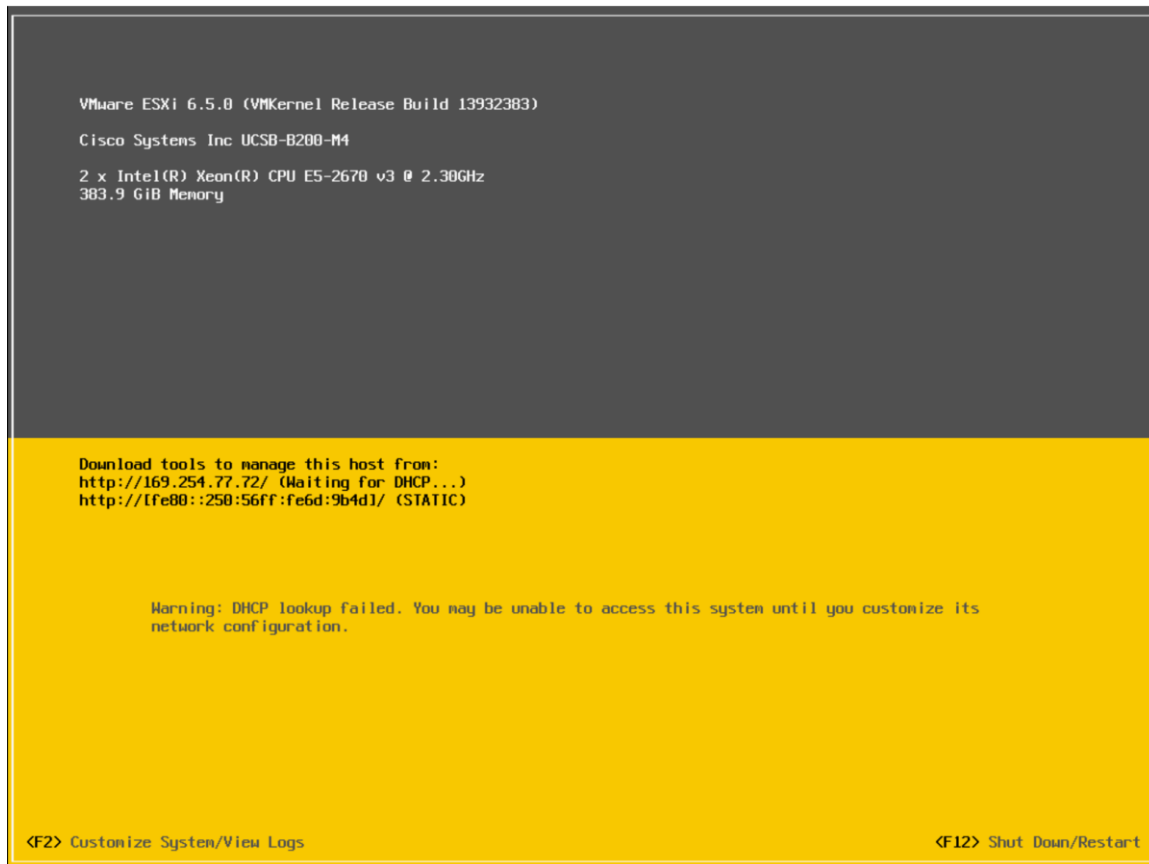 VMware ESXi 6.5.0 (VMKernel Release Build 13932383)
Cisco Systems Inc UCSB-B200-M4
2 x Intel(R) Xeon(R) CPU E5-2670 v3 @ 2.30GHz
383.9 GiB Memory
Download tools to manage this host from:
http://169.254.77.72/ (Waiting for DHCP...)
http://[fe80::250:56ff:fe6d:9b4d]/ (STATIC)
Warning: DHCP lookup failed. You may be unable to access this system until you customize its
network configuration.
<F2> Customize System/View Logs
<F12> Shut Down/Restart